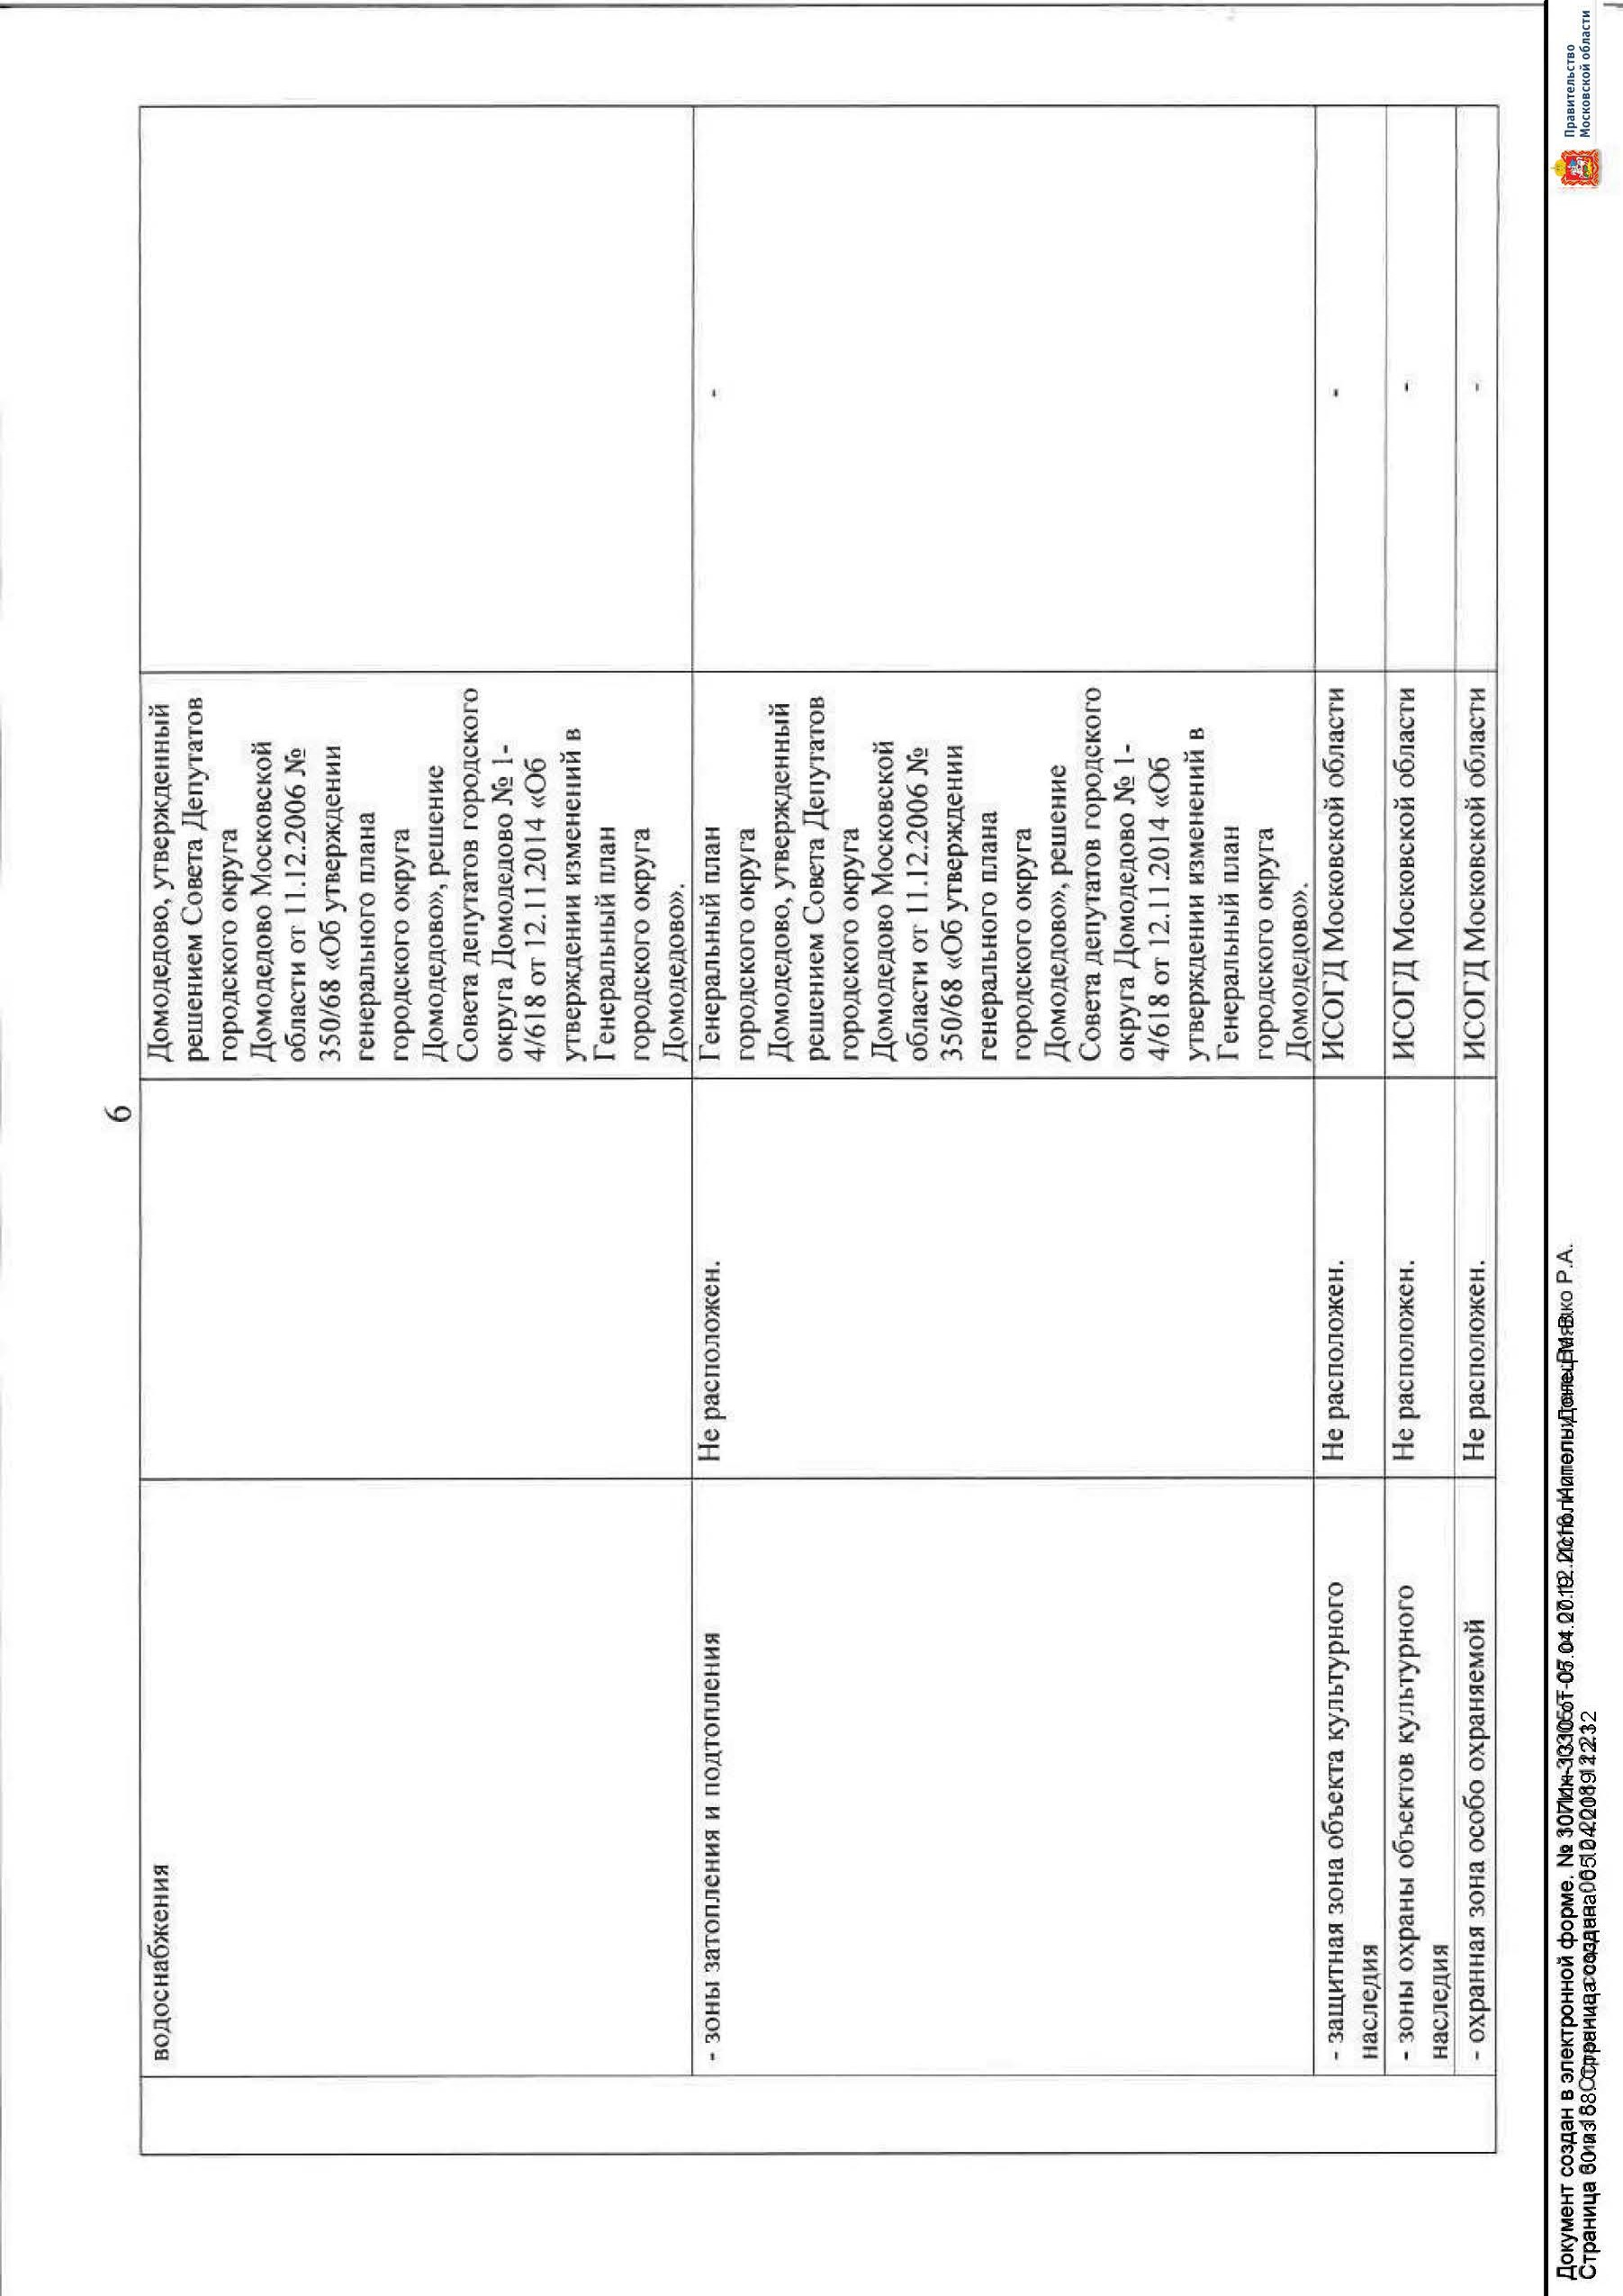 6
водоснабжения
Домодедово, утвержденный
решением Совета Депутатов
городского округа
Домодедово Московской
области от 11.12.2006 №
350/68 «Об утверждении
генерального плана
городского округа
Домодедово», решение
Совета депутатов городского
округа Домодедово № 1-
4/618 от 12.11.2014 «Об
утверждении изменений в
Генеральный план
городского округа
Домодедово».
- зоны затопления и подтопления
Не расположен.
Генеральный план
городского округа
Домодедово, утвержденный
решением Совета Депутатов
городского округа
Домодедово Московской
области от 11.12.2006 №
350/68 «Об утверждении
генерального плана
городского округа
Домодедово», решение
Совета депутатов городского
округа Домодедово № 1-
4/618 от 12.11.2014 «Об
утверждении изменений в
Генеральный план
городского округа
Домодедово».
-
- защитная зона объекта культурного
наследия
Не расположен.
ИСОГД Московской области
-
- зоны охраны объектов культурного
наследия
Не расположен.
ИСОГД Московской области
-
- охранная зона особо охраняемой
Не расположен.
ИСОГД Московской области
-
Документ создан в электронной форме. №
Страница
Правительство
Московской области